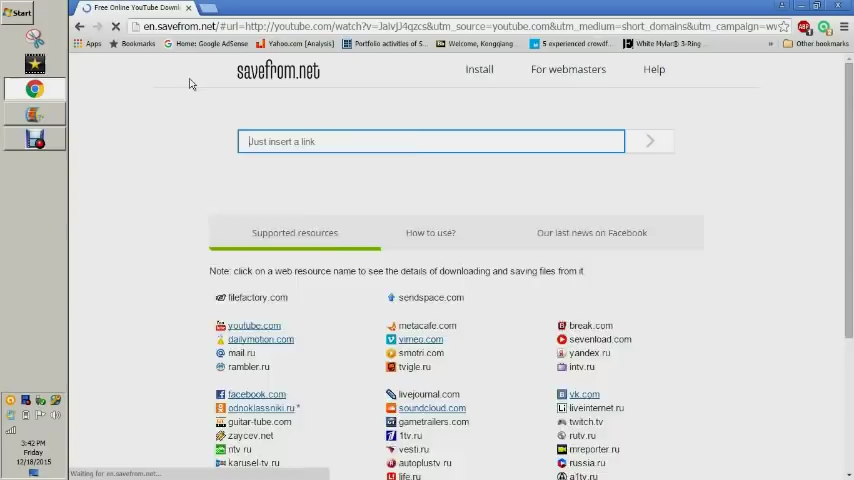 Start
Free Online YouTube Downl
en.savefrom.net/#url=http://youtube.com/watch?v=JalvjJ4qzcs&utm_source=youtube.com&utm_medium=short_domains&utm_campaign=ww
Apps Bookmarks Home: Google AdSense Yahoo.com [Analysis] Portfolio activities of S... Welcome, Kengqiang... 5 experienced crowdf... White Mylar® 3-Ring ... » Other bookmarks
savefrom.net Install For webmasters Help
Just insert a link
Supported resources How to use? Our last news on Facebook
Note: click on a web resource name to see the details of downloading and saving files from it.
filefactory.com sendspace.com
youtube.com metacafe.com break.com
dailymotion.com vimeo.com sevenload.com
mail.ru smotri.com yandex.ru
rambler.ru tvigle.ru intv.ru
facebook.com livejournal.com vk.com
odnoklassniki.ru * soundcloud.com liveinternet.ru
guitar-tube.com gametrailers.com twitch.tv
zaycev.net 1tv.ru rutv.ru
ntv.ru vesti.ru mreporter.ru
karusel-tv.ru autoplustv.ru russia.ru
life.ru a1tv.ru
Waiting for en.savefrom.net...
3:42 PM
Friday
12/18/2015